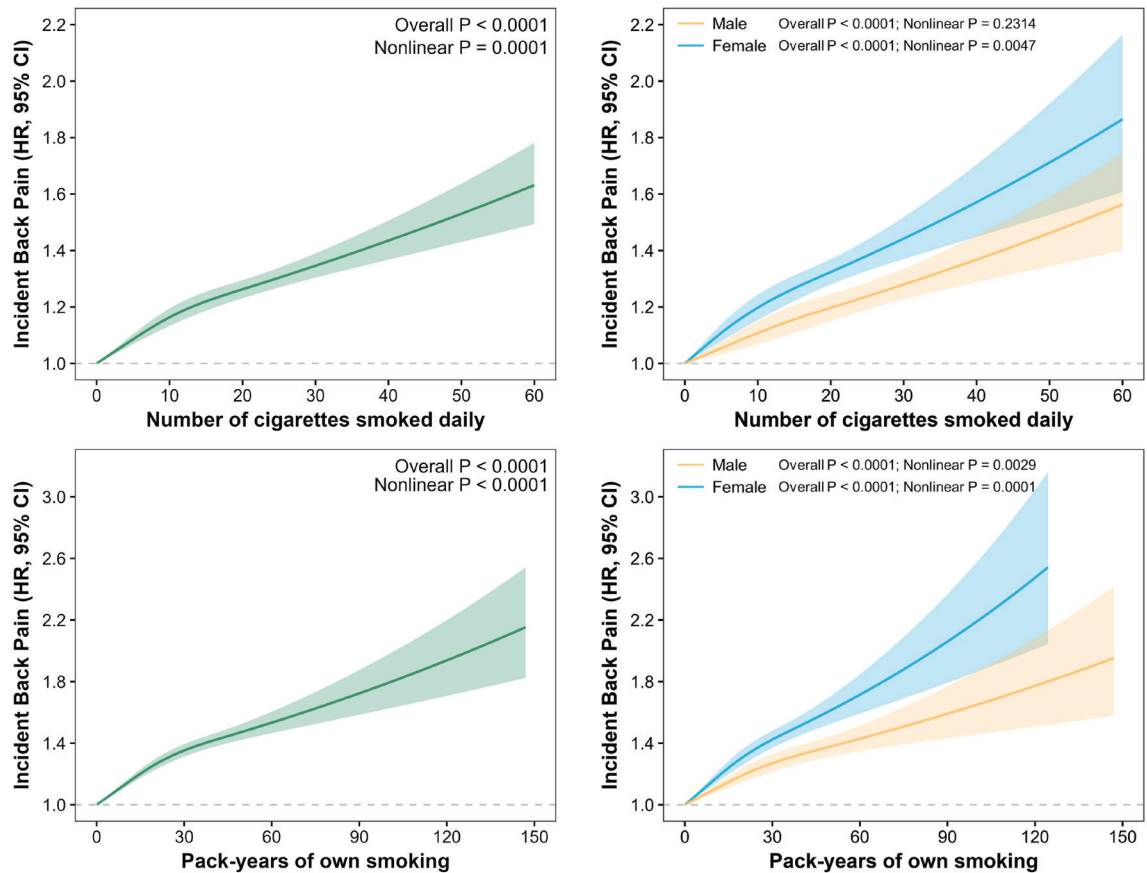 Incident Back Pain (HR, 95% CI)
2.2
2.0
1.8
1.6
1.4
1.2
1.0
Overall P < 0.0001
Nonlinear P = 0.0001
0 10 20 30 40 50 60
Number of cigarettes smoked daily
Incident Back Pain (HR, 95% CI)
2.2
2.0
1.8
1.6
1.4
1.2
1.0
Male Overall P < 0.0001; Nonlinear P = 0.2314
Female Overall P < 0.0001; Nonlinear P = 0.0047
0 10 20 30 40 50 60
Number of cigarettes smoked daily
Incident Back Pain (HR, 95% CI)
3.0
2.6
2.2
1.8
1.4
1.0
Overall P < 0.0001
Nonlinear P < 0.0001
0 30 60 90 120 150
Pack-years of own smoking
Incident Back Pain (HR, 95% CI)
3.0
2.6
2.2
1.8
1.4
1.0
Male Overall P < 0.0001; Nonlinear P = 0.0029
Female Overall P < 0.0001; Nonlinear P = 0.0001
0 30 60 90 120 150
Pack-years of own smoking